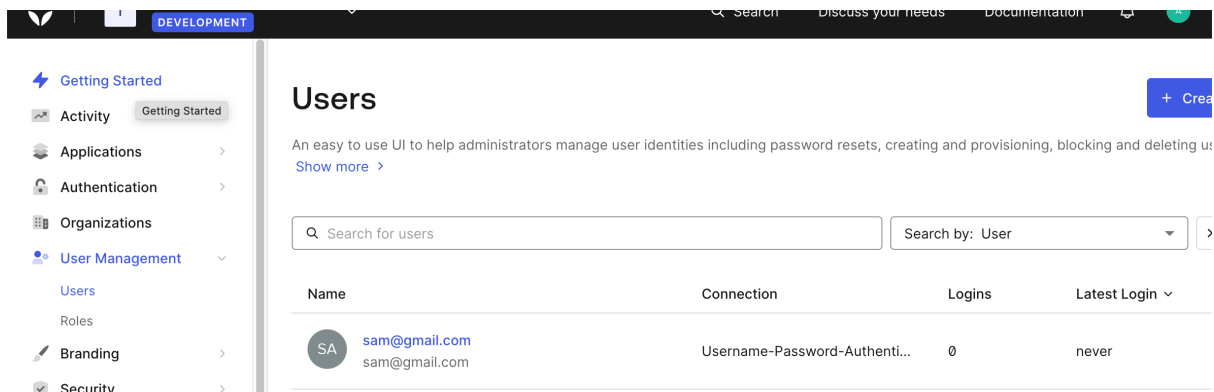 DEVELOPMENT
Search
Discuss your needs
Documentation
A
Getting Started
Activity
Getting Started
Applications
Authentication
Organizations
User Management
Users
Roles
Branding
Security
Users
+ Crea
An easy to use UI to help administrators manage user identities including password resets, creating and provisioning, blocking and deleting us
Show more
Search for users
Search by: User
Name Connection Logins Latest Login
SA
sam@gmail.com
sam@gmail.com
Username-Password-Authenti... 0 never